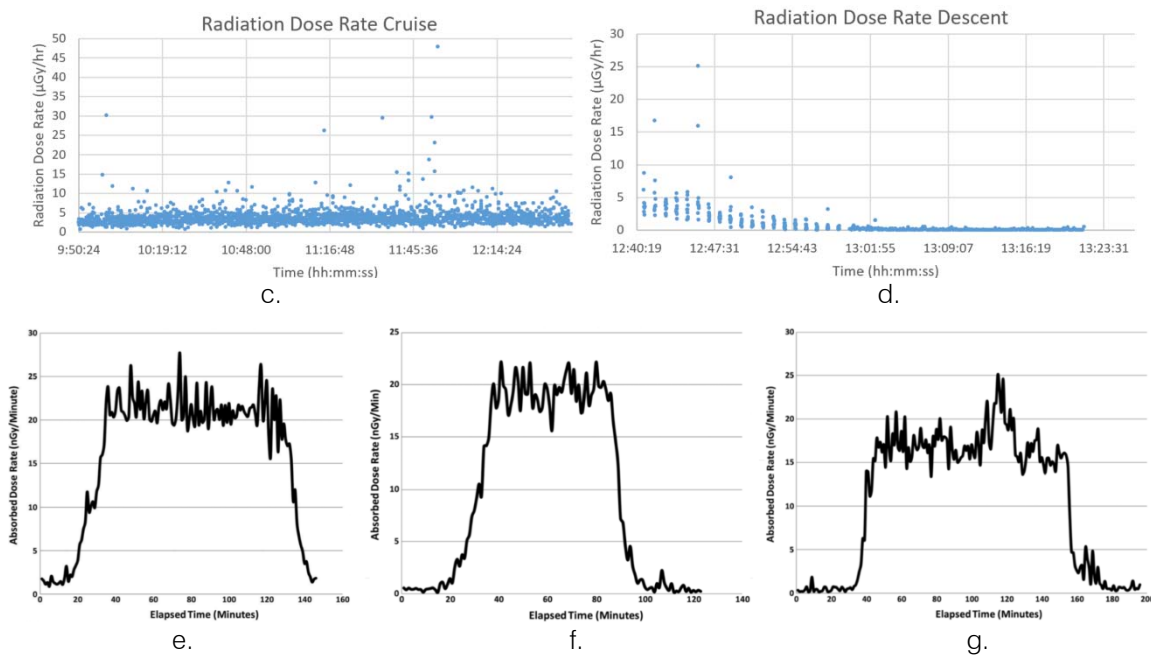 Radiation Dose Rate Cruise
Radiation Dose Rate (µGy/hr)
50
45
40
35
30
25
20
15
10
5
0
9:50:24 10:19:12 10:48:00 11:16:48 11:45:36 12:14:24
Time (hh:mm:ss)
c.
Radiation Dose Rate Descent
Radiation Dose Rate (µGy/hr)
30
25
20
15
10
5
0
12:40:19 12:47:31 12:54:43 13:01:55 13:09:07 13:16:19 13:23:31
Time (hh:mm:ss)
d.
Absorbed Dose Rate (nGy/Minute)
30
25
20
15
10
5
0
0 20 40 60 80 100 120 140 160
Elapsed Time (Minutes)
e.
Absorbed Dose Rate (nGy/Min)
25
20
15
10
5
0
0 20 40 60 80 100 120 140
Elapsed Time (Minutes)
f.
Absorbed Dose Rate (nGy/Minute)
30
25
20
15
10
5
0
0 20 40 60 80 100 120 140 160 180 200
Elapsed Time (Minutes)
g.